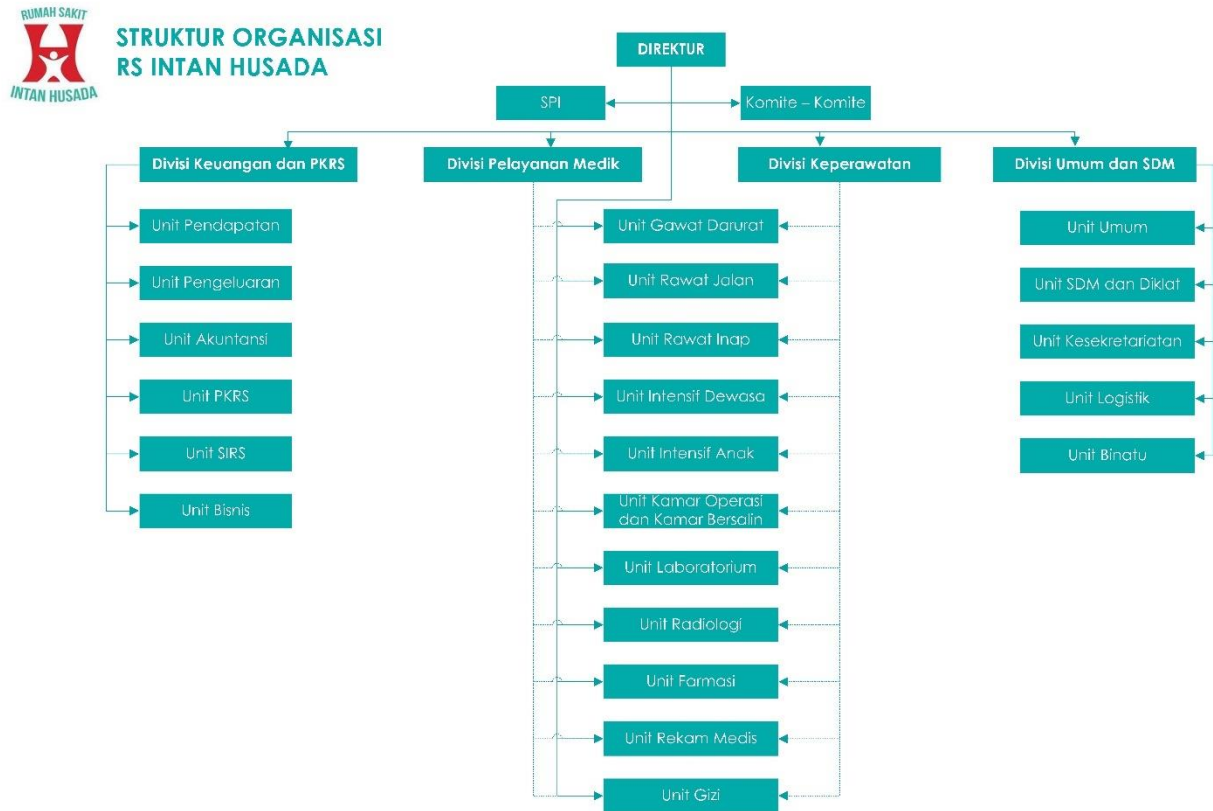 RUMAH SAKIT
INTAN HUSADA
STRUKTUR ORGANISASI
RS INTAN HUSADA
DIREKTUR
SPI
Komite – Komite
Divisi Keuangan dan PKRS
Divisi Pelayanan Medik
Divisi Keperawatan
Divisi Umum dan SDM
Unit Pendapatan
Unit Pengeluaran
Unit Akuntansi
Unit PKRS
Unit SIRS
Unit Bisnis
Unit Gawat Darurat
Unit Rawat Jalan
Unit Rawat Inap
Unit Intensif Dewasa
Unit Intensif Anak
Unit Kamar Operasi
dan Kamar Bersalin
Unit Laboratorium
Unit Radiologi
Unit Farmasi
Unit Rekam Medis
Unit Gizi
Unit Umum
Unit SDM dan Diklat
Unit Kesekretariatan
Unit Logistik
Unit Binatu